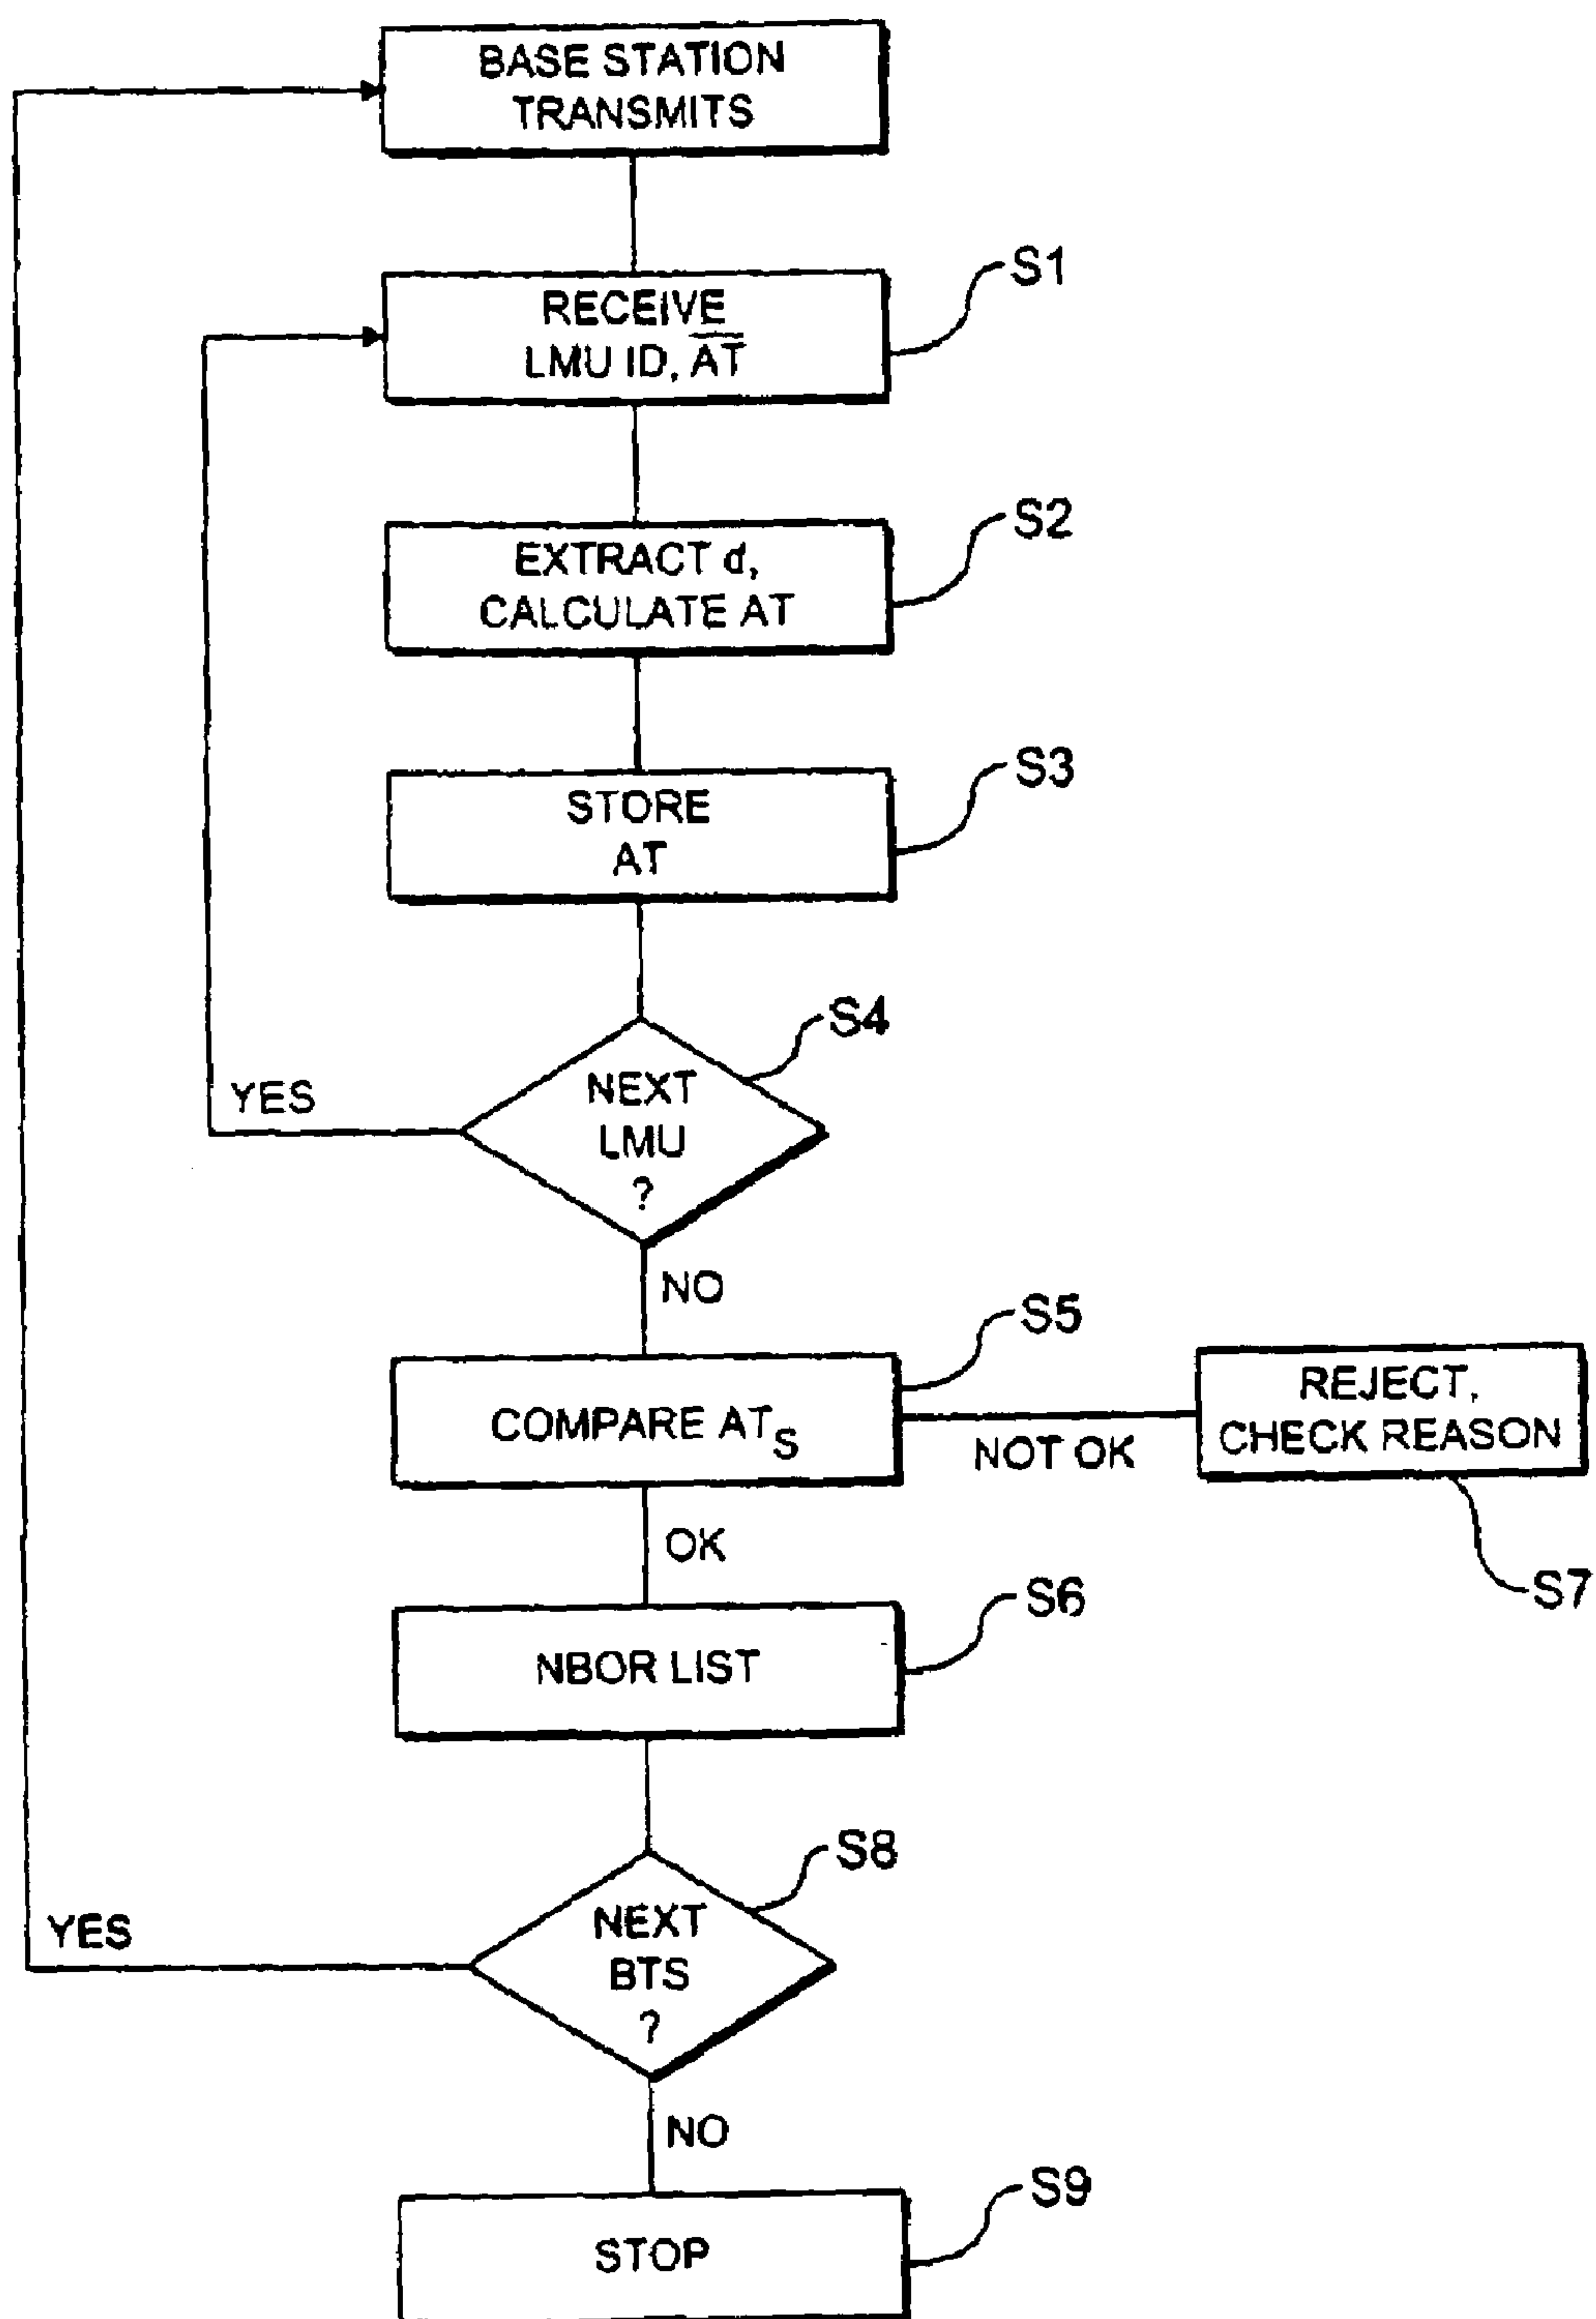 BASE STATION
TRANSMITS
S1
RECEIVE
LMU ID, A̅T̅
S2
EXTRACT d,
CALCULATE AT
S3
STORE
AT
S4
NEXT
LMU
?
YES
NO
S5
COMPARE ATS
NOT OK
REJECT,
CHECK REASON
S7
OK
S6
NBOR LIST
S8
NEXT
BTS
?
YES
NO
S9
STOP